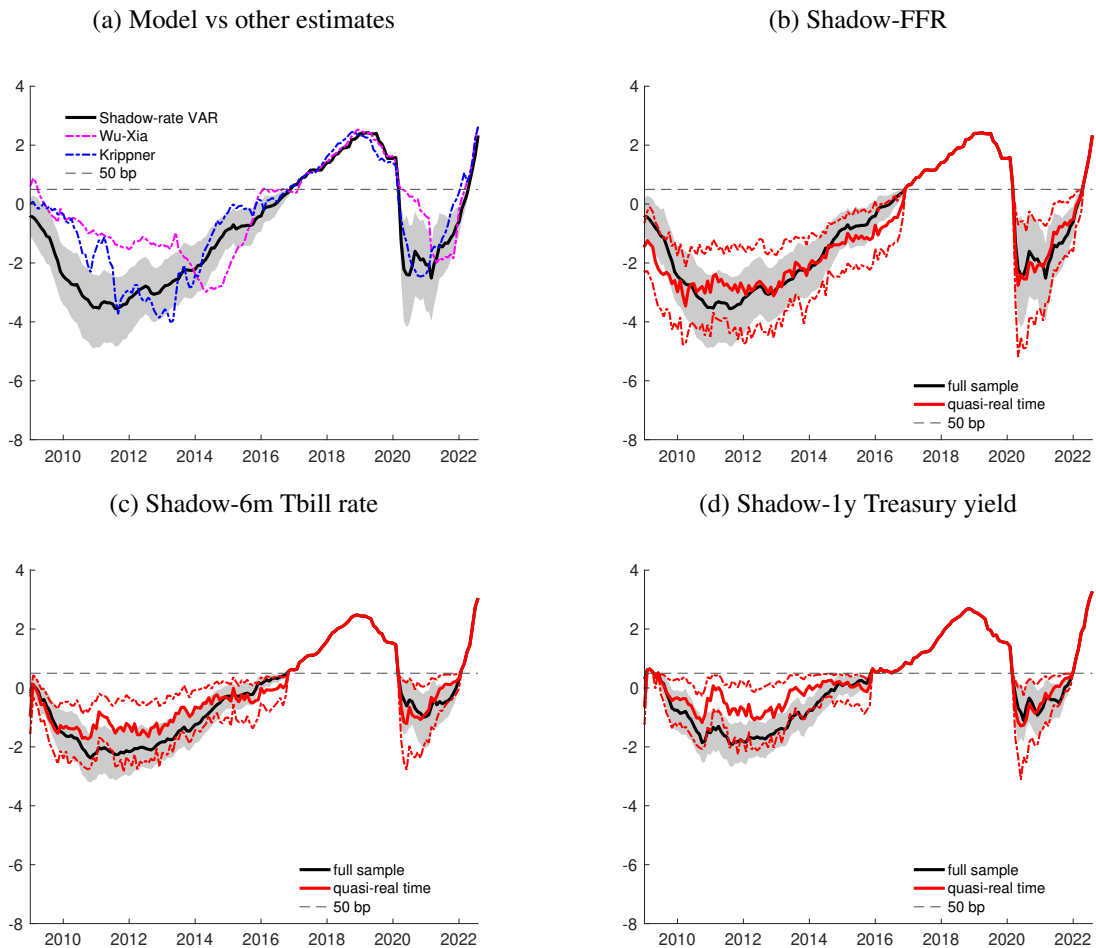 (a) Model vs other estimates
4
2
0
-2
-4
-6
-8
Shadow-rate VAR
Wu-Xia
Krippner
50 bp
2010 2012 2014 2016 2018 2020 2022
(b) Shadow-FFR
4
2
0
-2
-4
-6
-8
full sample
quasi-real time
50 bp
2010 2012 2014 2016 2018 2020 2022
(c) Shadow-6m Tbill rate
4
2
0
-2
-4
-6
-8
full sample
quasi-real time
50 bp
2010 2012 2014 2016 2018 2020 2022
(d) Shadow-1y Treasury yield
4
2
0
-2
-4
-6
-8
full sample
quasi-real time
50 bp
2010 2012 2014 2016 2018 2020 2022